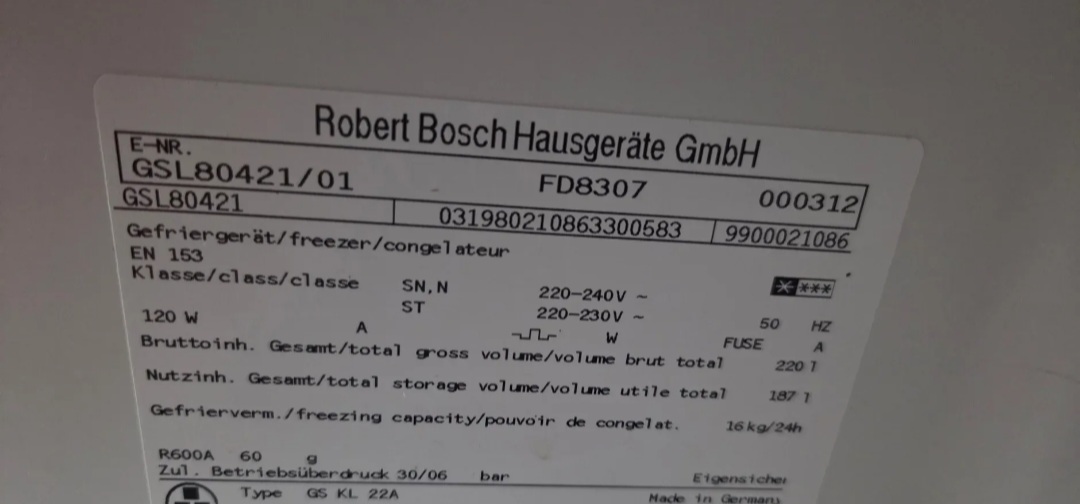 Robert Bosch Hausgeräte GmbH
E-NR.
GSL80421/01 FD8307 000312
GSL80421 031980210863300583 9900021086
Gefriergerät/freezer/congelateur
EN 153
Klasse/class/classe SN,N 220-240V ~
ST 220-230V ~ 50 HZ
120 W A W FUSE A
Bruttoinh. Gesamt/total gross volume/volume brut total 220 l
Nutzinh. Gesamt/total storage volume/volume utile total 187 l
Gefrierverm./freezing capacity/pouvoir de congelat. 16kg/24h
R600A 60 g
Zul. Betriebsüberdruck 30/06 bar Eigensicher
Type GS KL 22A Made in Germany